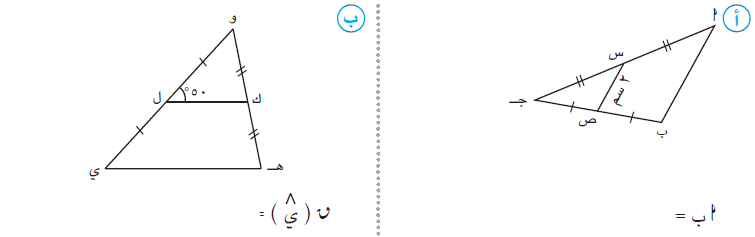 أ
ا
س
٢ سم
جـ
ص
ب
ا ب =
ب
و
٥٠°
ل
ك
ي
هـ
ن (ي̂) =